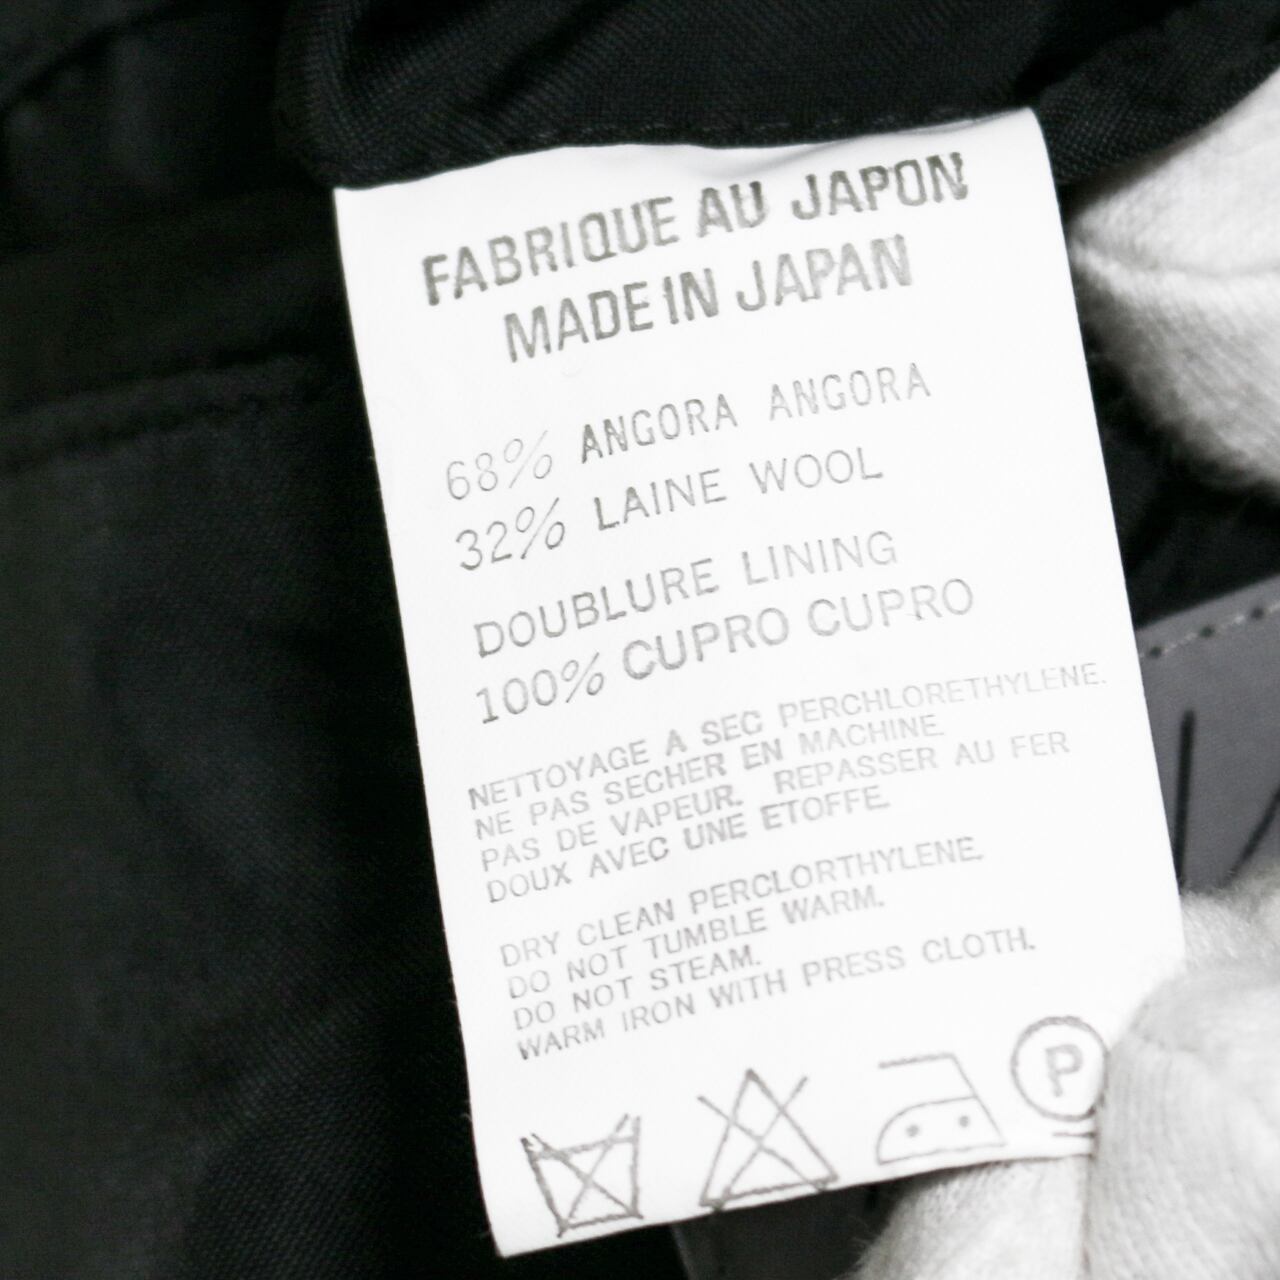 FABRIQUE AU JAPON
MADE IN JAPAN
68% ANGORA ANGORA
32% LAINE WOOL
DOUBLURE LINING
100% CUPRO CUPRO
NETTOYAGE A SEC PERCHLORETHYLENE.
NE PAS SECHER EN MACHINE.
PAS DE VAPEUR. REPASSER AU FER
DOUX AVEC UNE ETOFFE.
DRY CLEAN PERCLORTHYLENE.
DO NOT TUMBLE WARM.
DO NOT STEAM.
WARM IRON WITH PRESS CLOTH.
P